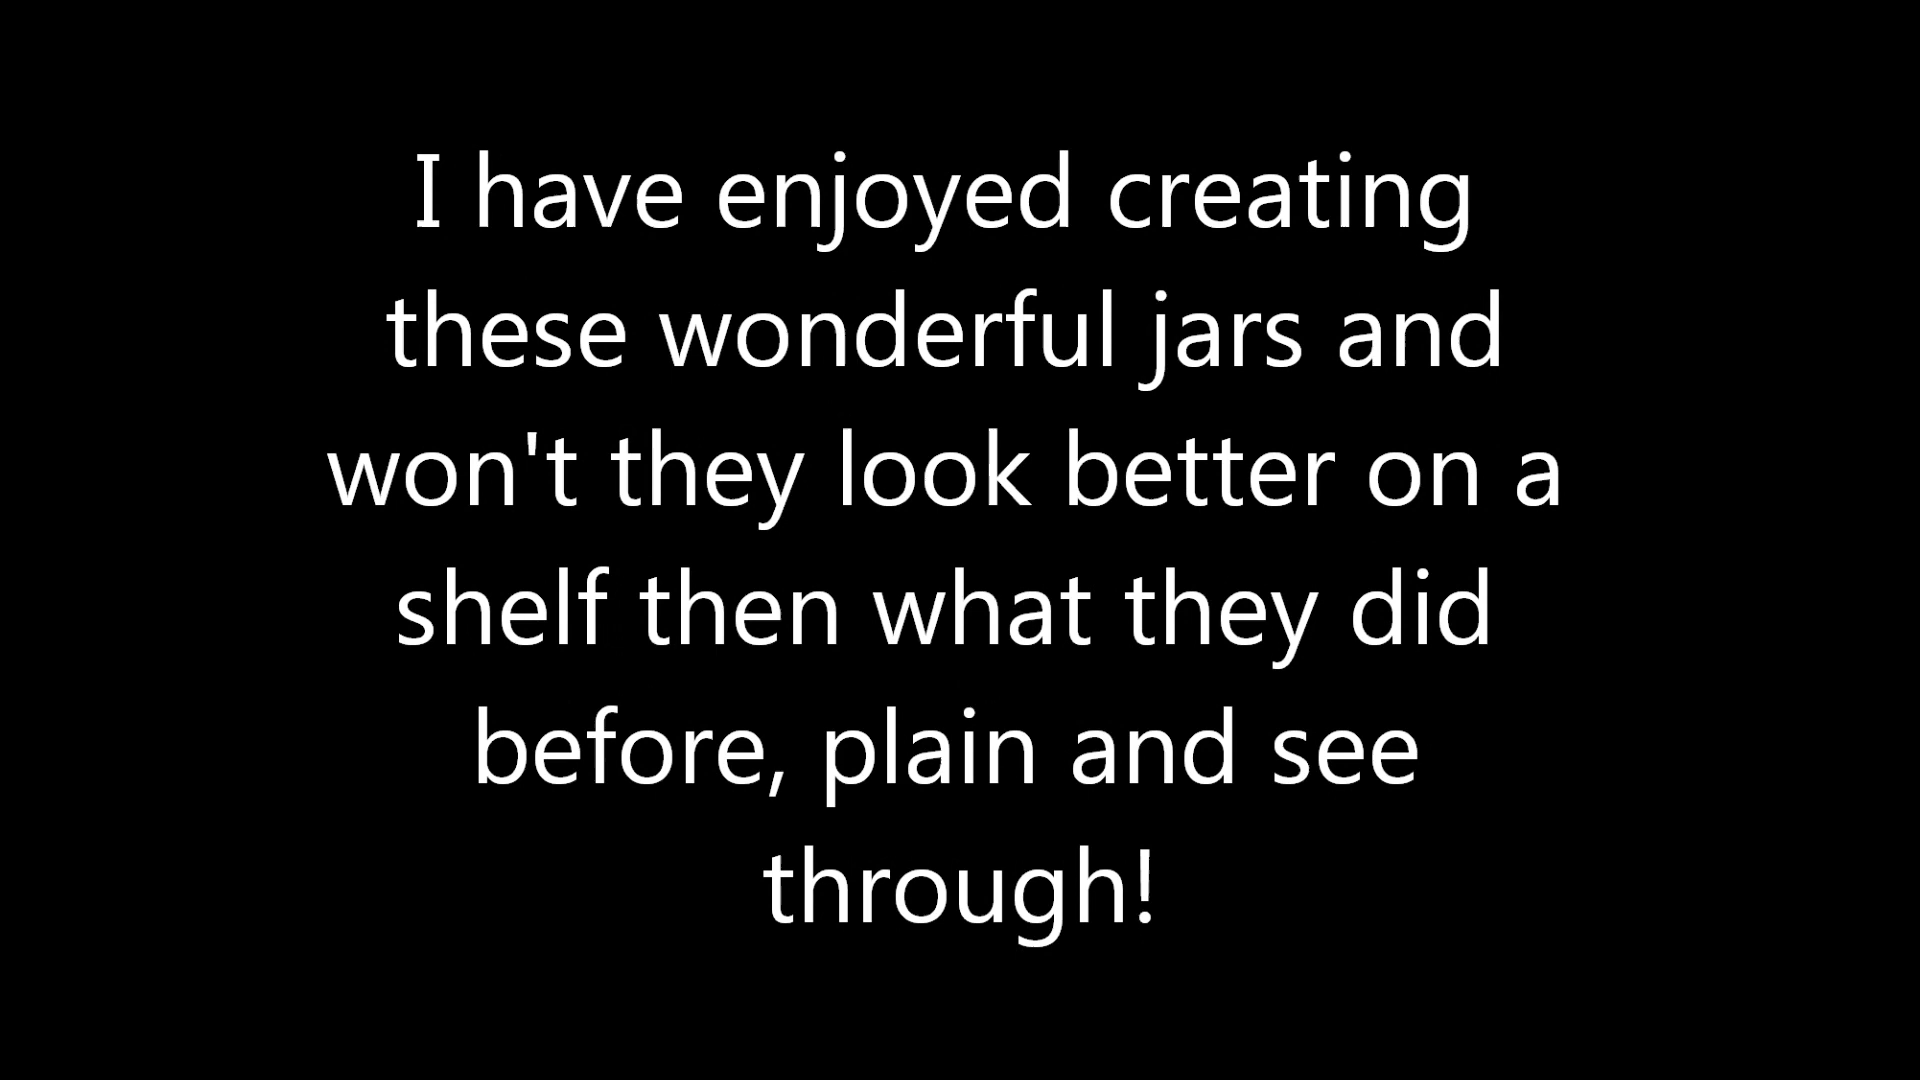 I have enjoyed creating
these wonderful jars and
won't they look better on a
shelf then what they did
before, plain and see
through!